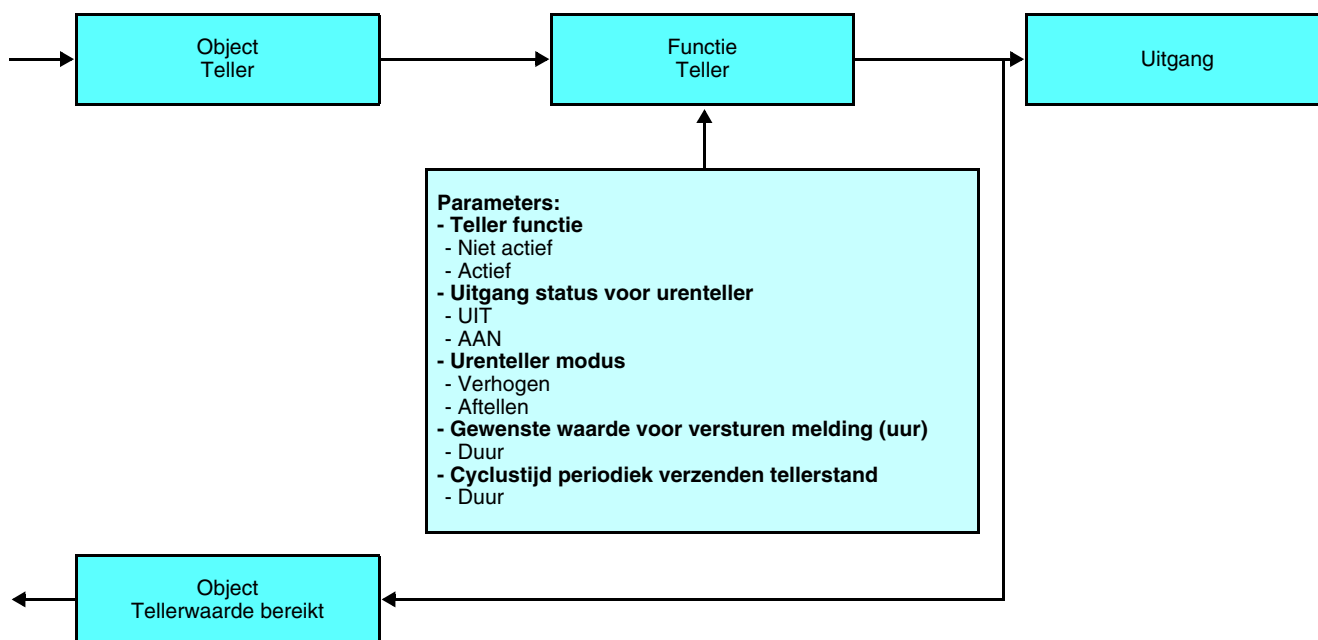 Object
Teller
Functie
Teller
Uitgang
Parameters:
- Teller functie
- Niet actief
- Actief
- Uitgang status voor urenteller
- UIT
- AAN
- Urenteller modus
- Verhogen
- Aftellen
- Gewenste waarde voor versturen melding (uur)
- Duur
- Cyclustijd periodiek verzenden tellerstand
- Duur
Object
Tellerwaarde bereikt